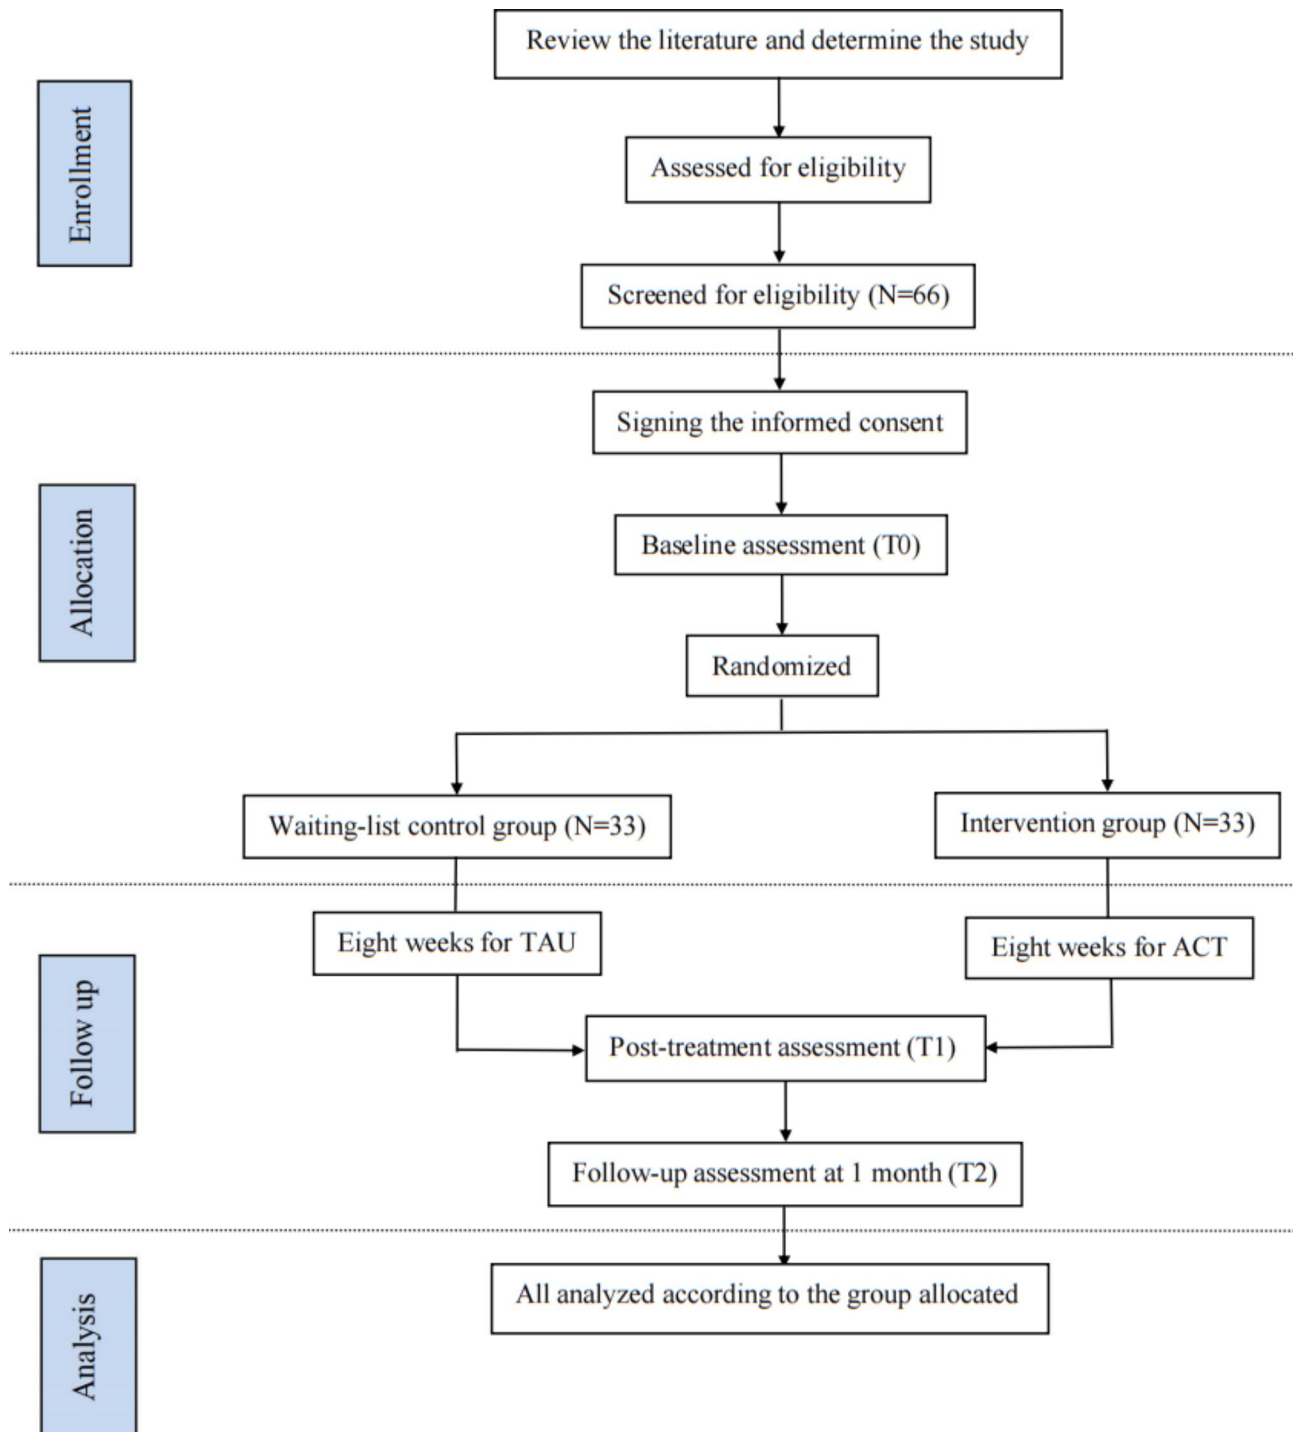 Review the literature and determine the study
Enrollment
Assessed for eligibility
Screened for eligibility (N=66)
Signing the informed consent
Allocation
Baseline assessment (T0)
Randomized
Waiting-list control group (N=33)
Intervention group (N=33)
Eight weeks for TAU
Eight weeks for ACT
Follow up
Post-treatment assessment (T1)
Follow-up assessment at 1 month (T2)
Analysis
All analyzed according to the group allocated